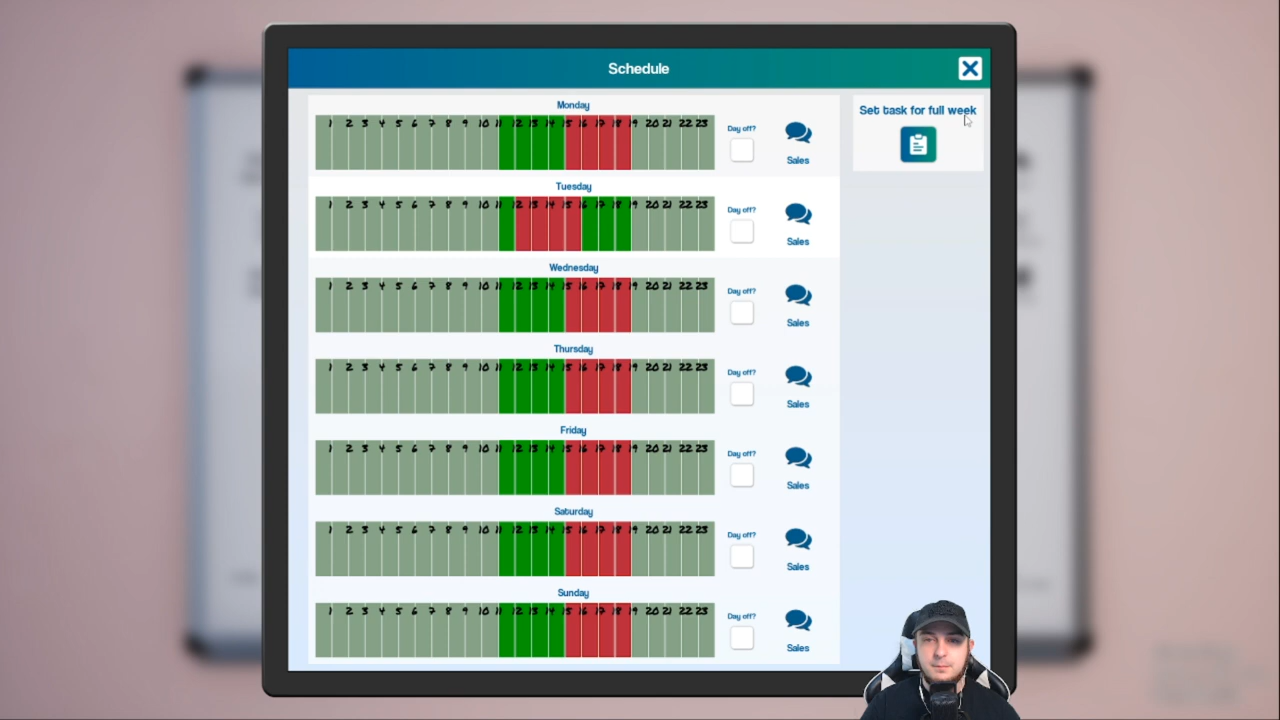 Schedule
Set task for full week
Monday
1 2 3 4 5 6 7 8 9 10 11 12 13 14 15 16 17 18 19 20 21 22 23
Day off?
Sales
Tuesday
1 2 3 4 5 6 7 8 9 10 11 12 13 14 15 16 17 18 19 20 21 22 23
Day off?
Sales
Wednesday
1 2 3 4 5 6 7 8 9 10 11 12 13 14 15 16 17 18 19 20 21 22 23
Day off?
Sales
Thursday
1 2 3 4 5 6 7 8 9 10 11 12 13 14 15 16 17 18 19 20 21 22 23
Day off?
Sales
Friday
1 2 3 4 5 6 7 8 9 10 11 12 13 14 15 16 17 18 19 20 21 22 23
Day off?
Sales
Saturday
1 2 3 4 5 6 7 8 9 10 11 12 13 14 15 16 17 18 19 20 21 22 23
Day off?
Sales
Sunday
1 2 3 4 5 6 7 8 9 10 11 12 13 14 15 16 17 18 19 20 21 22 23
Day off?
Sales